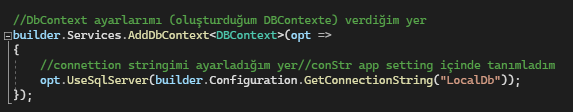 //DbContext ayarlarımı (oluşturduğum DBContexte) verdiğim yer
builder.Services.AddDbContext<DBContext>(opt =>
{
//connettion stringimi ayarladığım yer//conStr app setting içinde tanımladım
opt.UseSqlServer(builder.Configuration.GetConnectionString("LocalDb"));
});